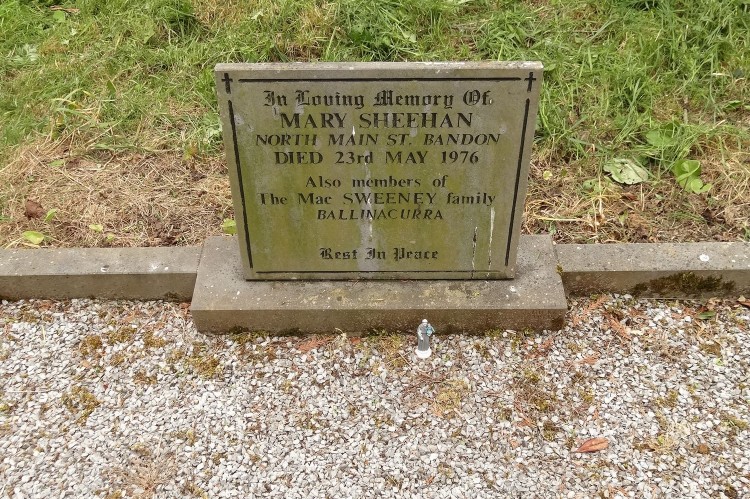 In Loving Memory Of
MARY SHEEHAN
NORTH MAIN ST. BANDON
DIED 23rd MAY 1976
Also members of
The Mac SWEENEY family
BALLINACURRA
Rest In Peace